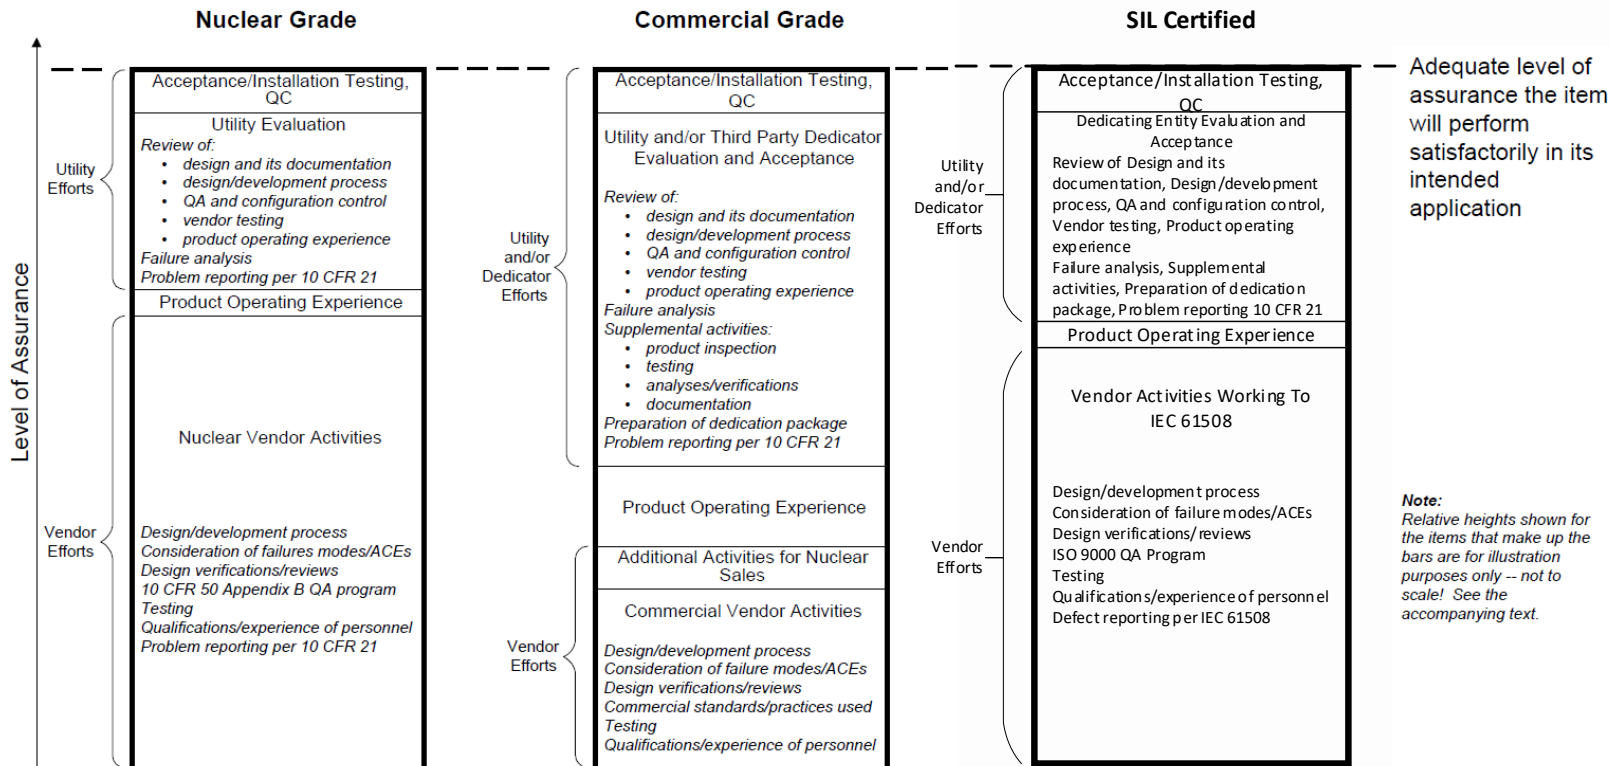 Nuclear Grade
Commercial Grade
SIL Certified
Level of Assurance
Utility
Efforts
Vendor
Efforts
Acceptance/Installation Testing,
QC
Utility Evaluation
Review of:
• design and its documentation
• design/development process
• QA and configuration control
• vendor testing
• product operating experience
Failure analysis
Problem reporting per 10 CFR 21
Product Operating Experience
Nuclear Vendor Activities
Design/development process
Consideration of failures modes/ACEs
Design verifications/reviews
10 CFR 50 Appendix B QA program
Testing
Qualifications/experience of personnel
Problem reporting per 10 CFR 21
Utility
and/or
Dedicator
Efforts
Vendor
Efforts
Acceptance/Installation Testing,
QC
Utility and/or Third Party Dedicator
Evaluation and Acceptance
Review of:
• design and its documentation
• design/development process
• QA and configuration control
• vendor testing
• product operating experience
Failure analysis
Supplemental activities:
• product inspection
• testing
• analyses/verifications
• documentation
Preparation of dedication package
Problem reporting per 10 CFR 21
Product Operating Experience
Additional Activities for Nuclear
Sales
Commercial Vendor Activities
Design/development process
Consideration of failure modes/ACEs
Design verifications/reviews
Commercial standards/practices used
Testing
Qualifications/experience of personnel
Utility
and/or
Dedicator
Efforts
Vendor
Efforts
Acceptance/Installation Testing,
QC
Dedicating Entity Evaluation and
Acceptance
Review of Design and its
documentation, Design/development
process, QA and configuration control,
Vendor testing, Product operating
experience
Failure analysis, Supplemental
activities, Preparation of dedication
package, Problem reporting 10 CFR 21
Product Operating Experience
Vendor Activities Working To
IEC 61508
Design/development process
Consideration of failure modes/ACEs
Design verifications/reviews
ISO 9000 QA Program
Testing
Qualifications/experience of personnel
Defect reporting per IEC 61508
Adequate level of
assurance the item
will perform
satisfactorily in its
intended
application
Note:
Relative heights shown for
the items that make up the
bars are for illustration
purposes only -- not to
scale! See the
accompanying text.